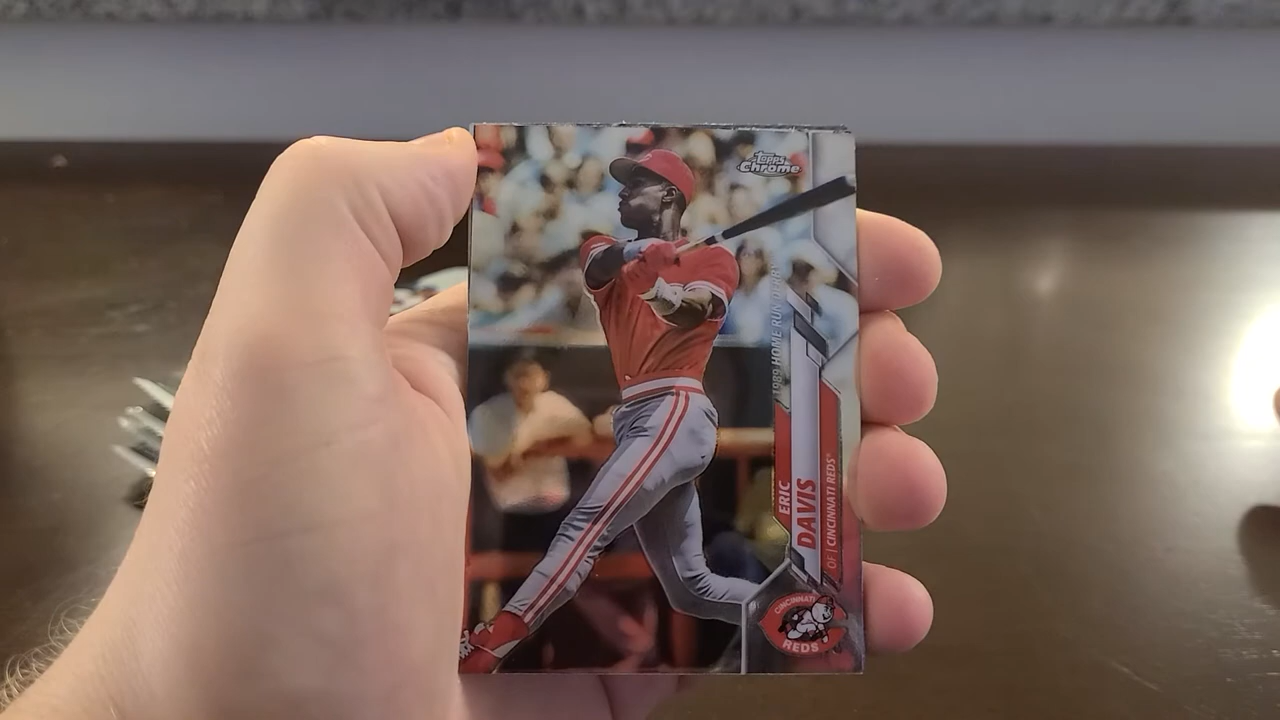 Topps
Chrome
1989 HOME RUN DERBY
ERIC
DAVIS
OF | CINCINNATI REDS®
CINCINNATI
REDS